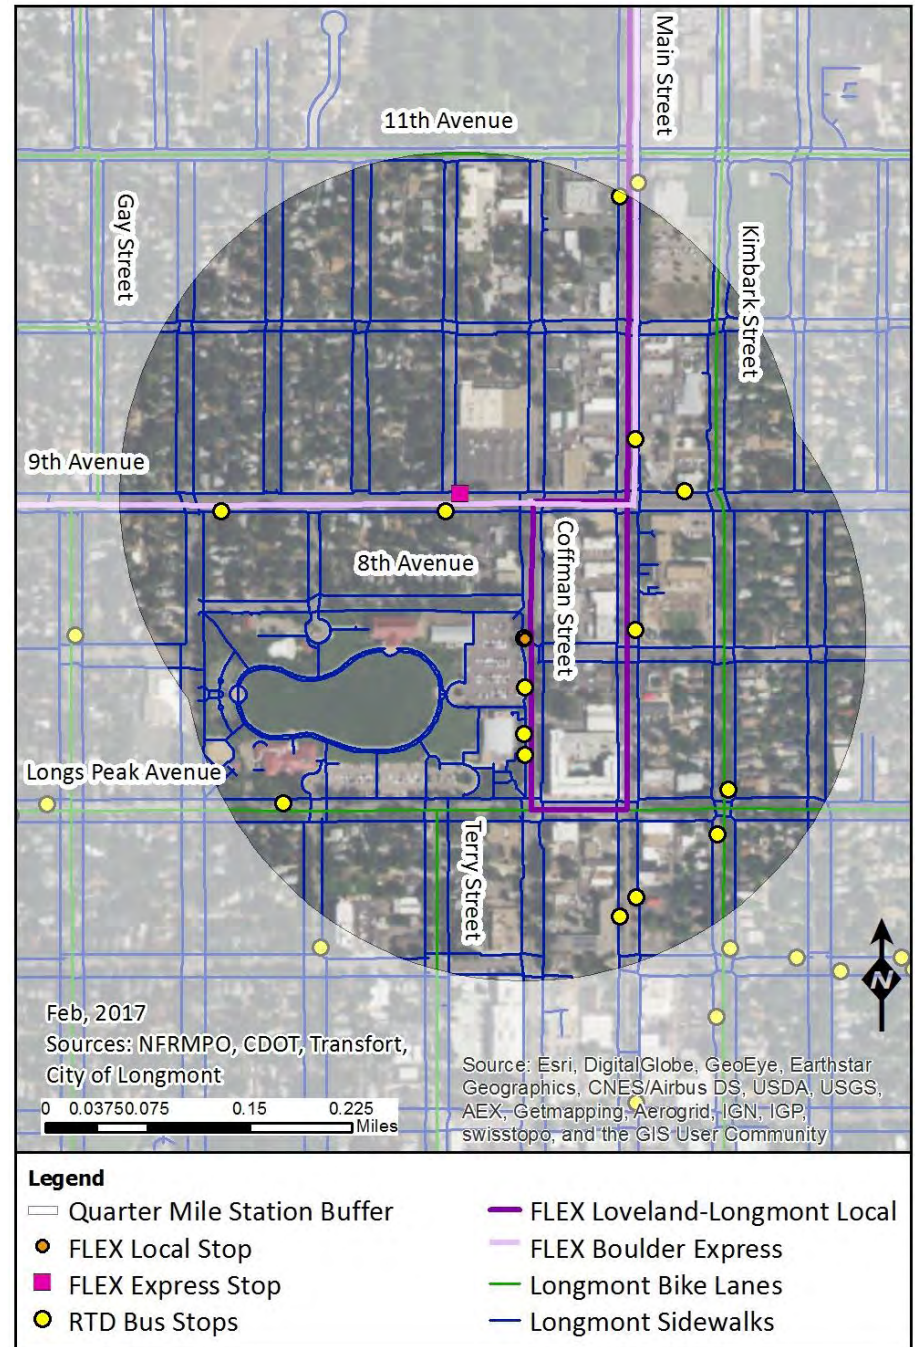 Main Street
11th Avenue
Gay Street
Kimbark Street
9th Avenue
8th Avenue
Coffman Street
Longs Peak Avenue
Terry Street
N
Feb, 2017
Sources: NFRMPO, CDOT, Transfort,
City of Longmont
0 0.03750.075 0.15 0.225
Miles
Source: Esri, DigitalGlobe, GeoEye, Earthstar
Geographics, CNES/Airbus DS, USDA, USGS,
AEX, Getmapping, Aerogrid, IGN, IGP,
swisstopo, and the GIS User Community
Legend
Quarter Mile Station Buffer
FLEX Local Stop
FLEX Express Stop
RTD Bus Stops
FLEX Loveland-Longmont Local
FLEX Boulder Express
Longmont Bike Lanes
Longmont Sidewalks